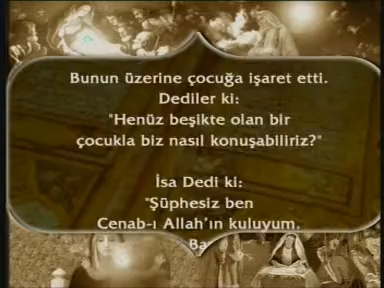 Bunun üzerine çocuğa işaret etti.
Dediler ki:
"Henüz beşikte olan bir
çocukla biz nasıl konuşabiliriz?"
İsa Dedi ki:
"Şüphesiz ben
Cenab-ı Allah'ın kuluyum.